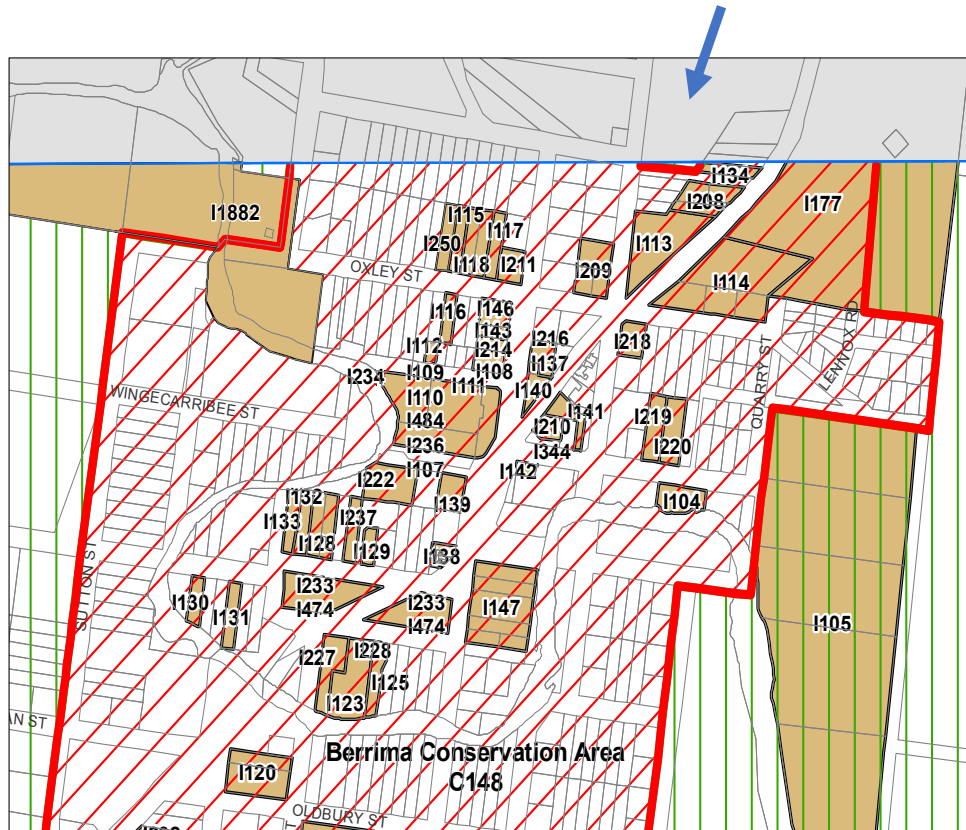 I134
I208
I1882
I177
I115
I117
I113
I250
I118
I211
I209
OXLEY ST
I114
I116
I146
I143
I216
I218
I112
I214
I137
LENNOX RD
I109
I108
I234
I111
I140
QUARRY ST
WINGECARRIBEE ST
I110
I141
I484
I210
I219
I236
I344
I220
I107
I142
I222
I139
I104
I132
I133
I237
I128
I129
I138
SUTTON ST
I233
I474
I130
I131
I233
I474
I147
I105
I227
I228
I125
I123
AN ST
Berrima Conservation Area
C148
I120
OLDBURY ST